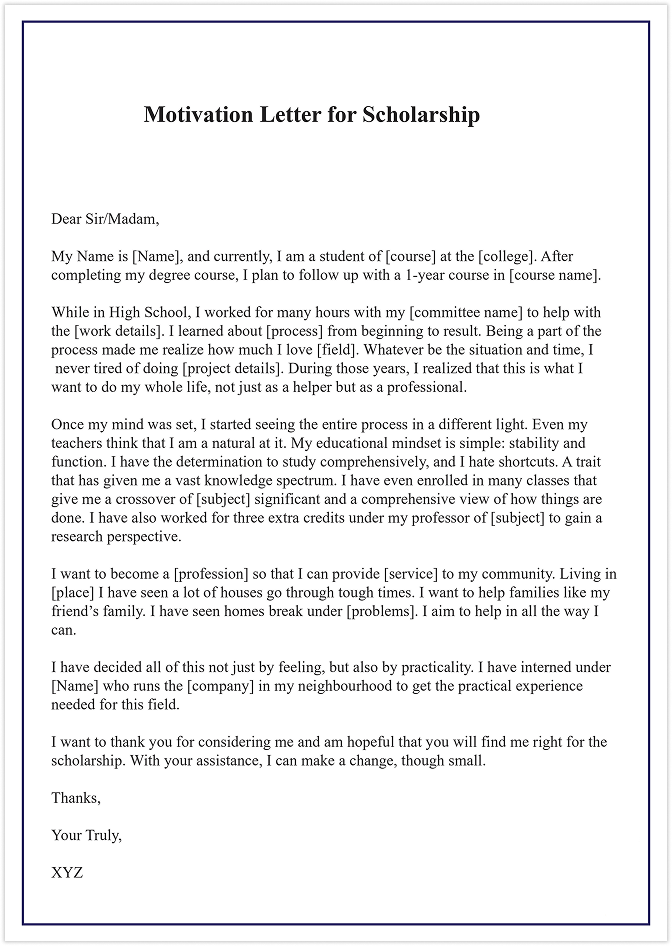 Motivation Letter for Scholarship
Dear Sir/Madam,
My Name is [Name], and currently, I am a student of [course] at the [college]. After
completing my degree course, I plan to follow up with a 1-year course in [course name].
While in High School, I worked for many hours with my [committee name] to help with
the [work details]. I learned about [process] from beginning to result. Being a part of the
process made me realize how much I love [field]. Whatever be the situation and time, I
never tired of doing [project details]. During those years, I realized that this is what I
want to do my whole life, not just as a helper but as a professional.
Once my mind was set, I started seeing the entire process in a different light. Even my
teachers think that I am a natural at it. My educational mindset is simple: stability and
function. I have the determination to study comprehensively, and I hate shortcuts. A trait
that has given me a vast knowledge spectrum. I have even enrolled in many classes that
give me a crossover of [subject] significant and a comprehensive view of how things are
done. I have also worked for three extra credits under my professor of [subject] to gain a
research perspective.
I want to become a [profession] so that I can provide [service] to my community. Living in
[place] I have seen a lot of houses go through tough times. I want to help families like my
friend’s family. I have seen homes break under [problems]. I aim to help in all the way I
can.
I have decided all of this not just by feeling, but also by practicality. I have interned under
[Name] who runs the [company] in my neighbourhood to get the practical experience
needed for this field.
I want to thank you for considering me and am hopeful that you will find me right for the
scholarship. With your assistance, I can make a change, though small.
Thanks,
Your Truly,
XYZ